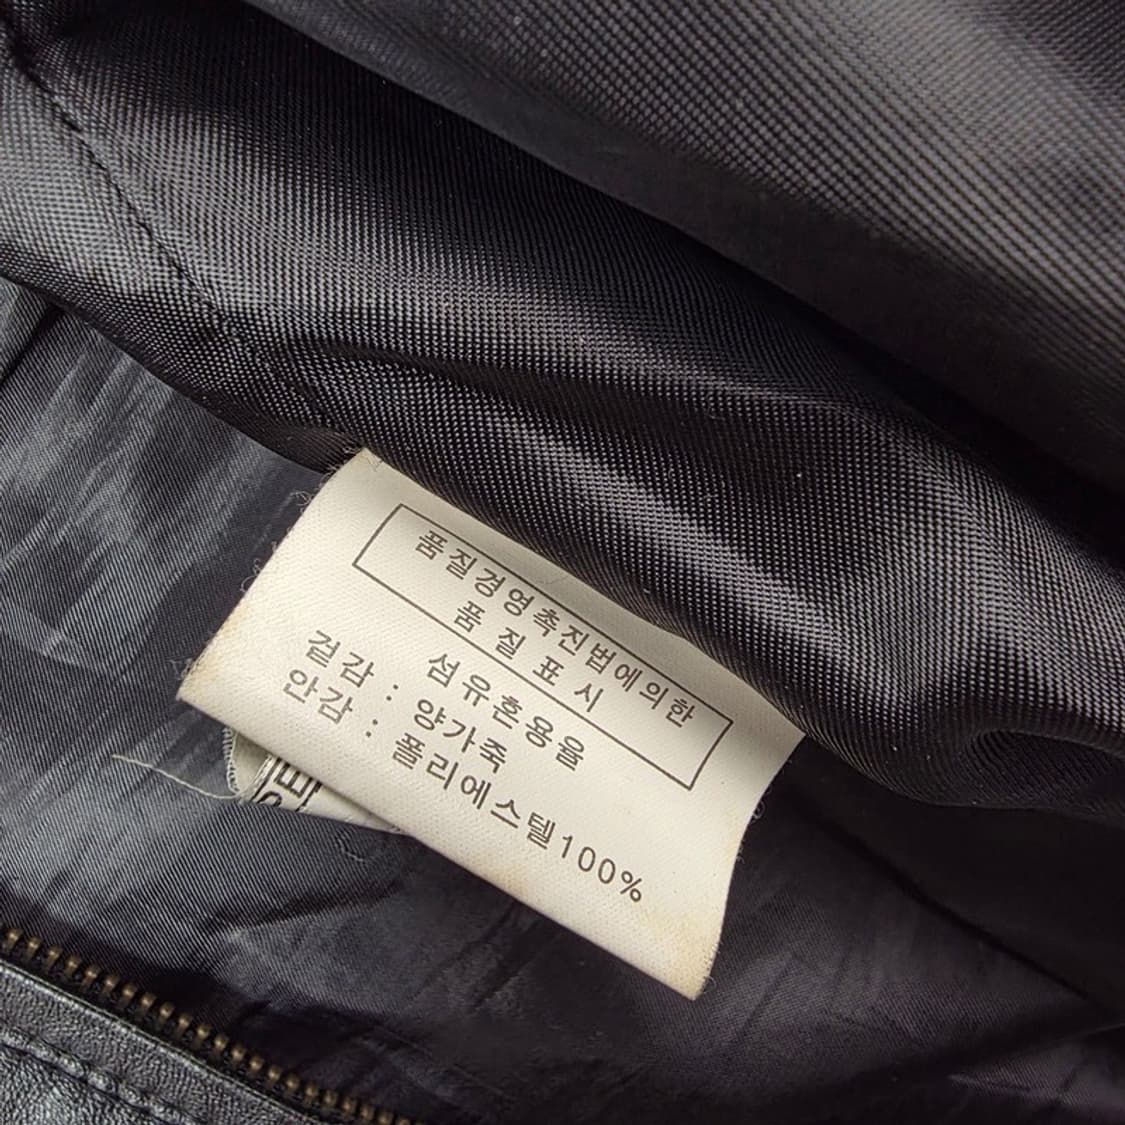 품질경영촉진법에의한
품질표시
섬유혼용율
겉감 : 양가죽
안감 : 폴리에스텔100%